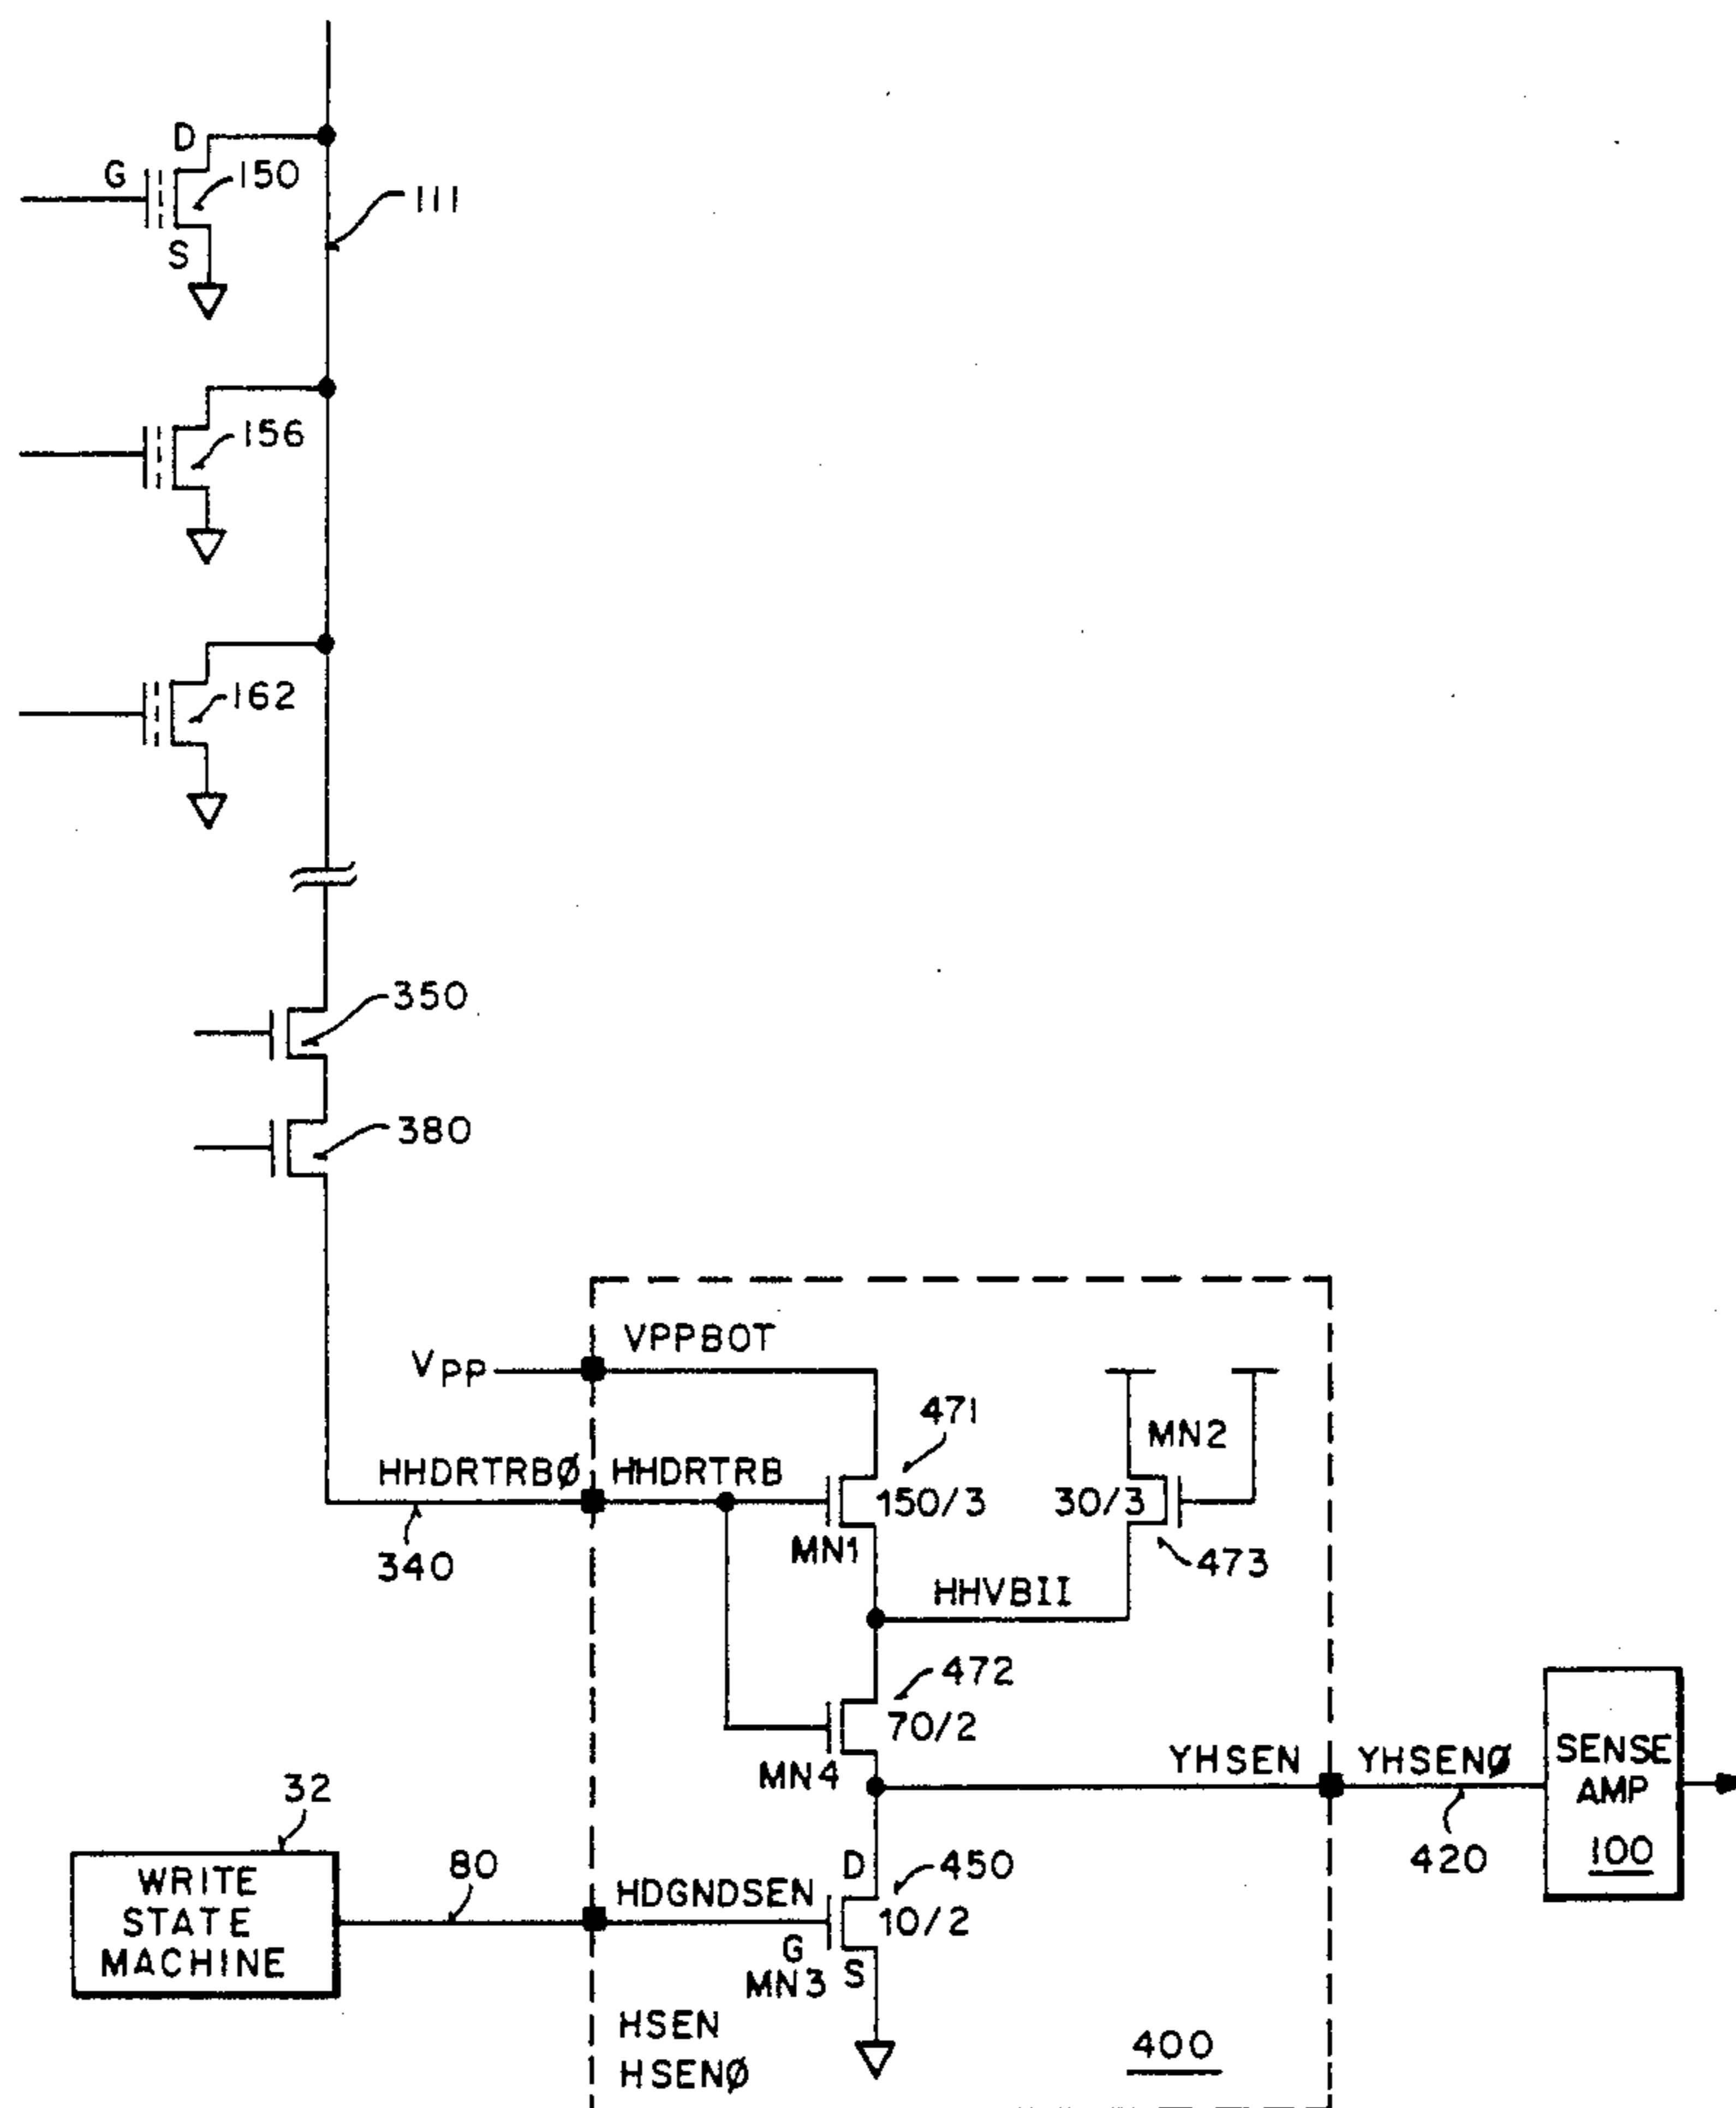 D
G
150
S
111
156
162
350
380
VPPBOT
VPP
471
MN2
HHDRTRBØ
HHDRTRB
150/3
30/3
340
MN1
473
HHVBII
472
70/2
MN4
YHSEN
YHSENØ
SENSE
AMP
100
420
32
WRITE
STATE
MACHINE
80
HDGNDSEN
D
450
10/2
G
MN3
S
HSEN
HSENØ
400